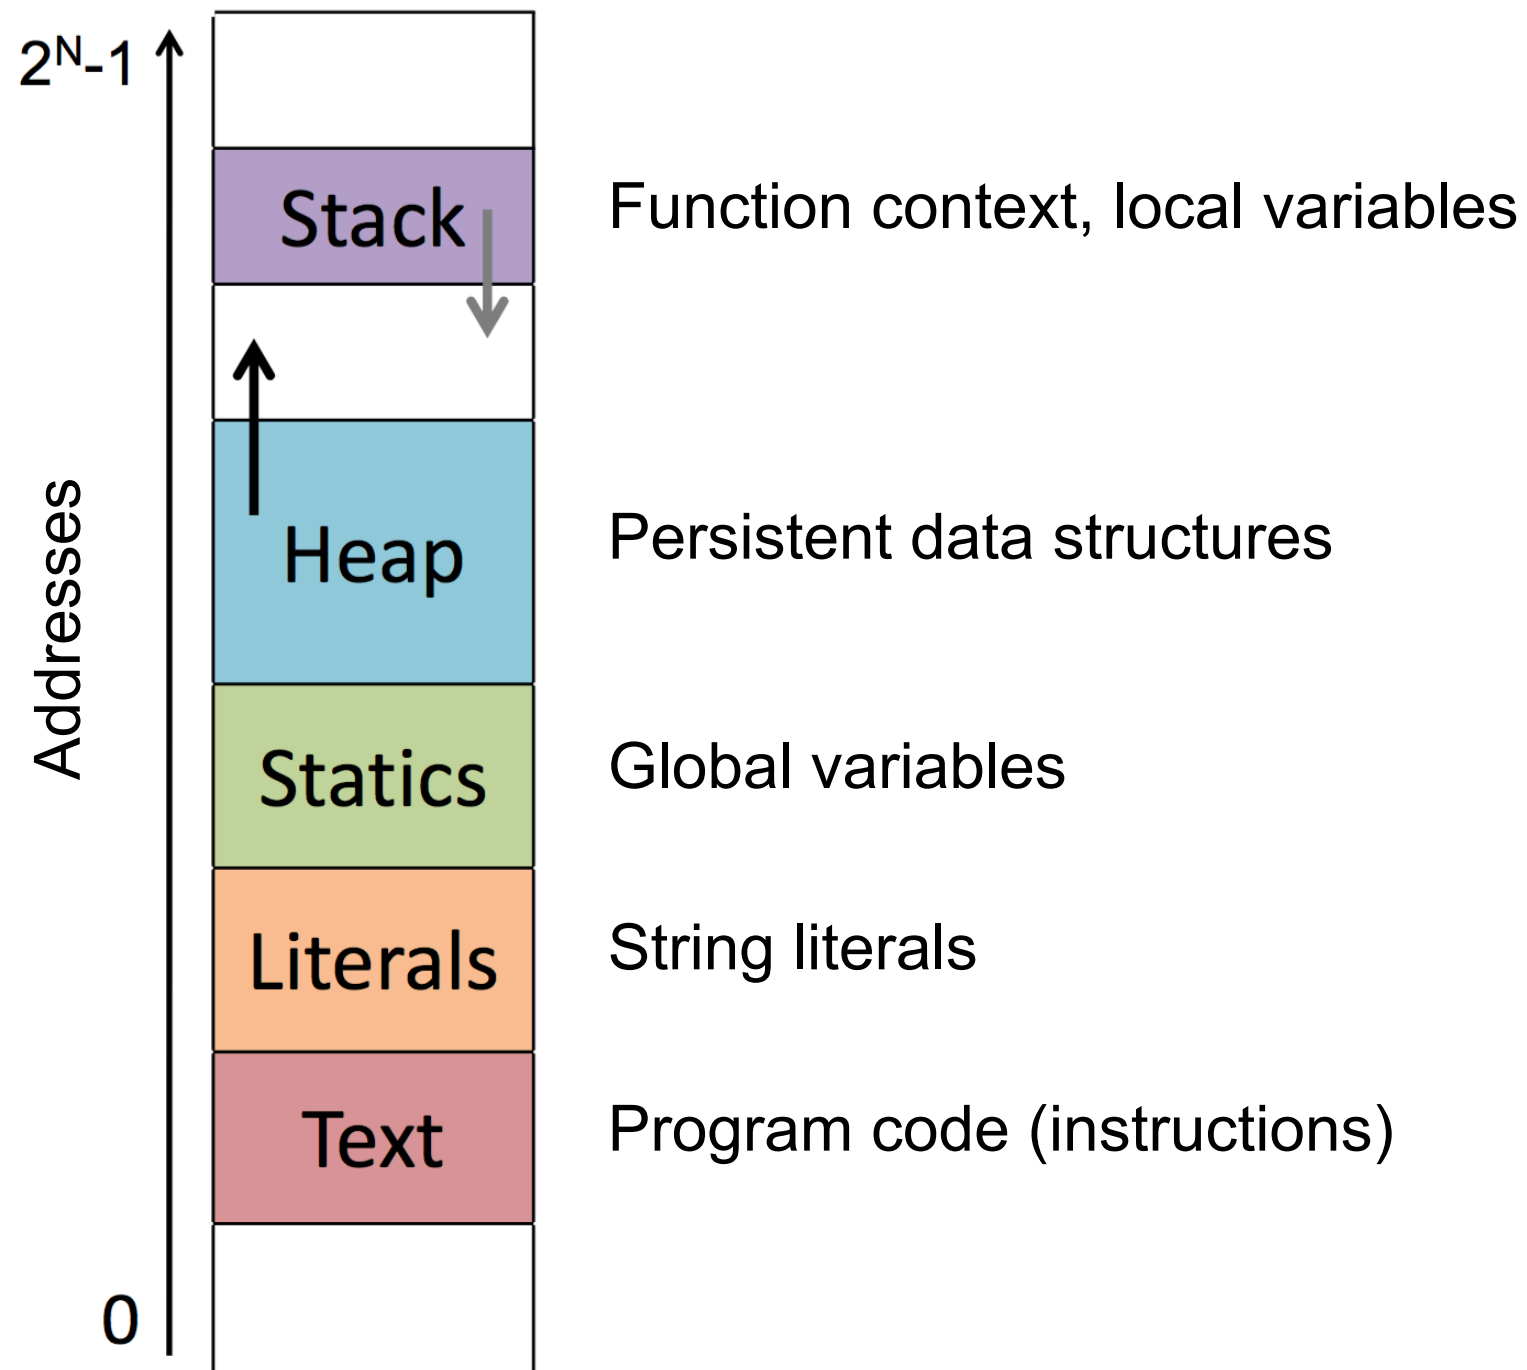 2ᴺ-1
Stack
Function context, local variables
Heap
Persistent data structures
Addresses
Statics
Global variables
Literals
String literals
Text
Program code (instructions)
0